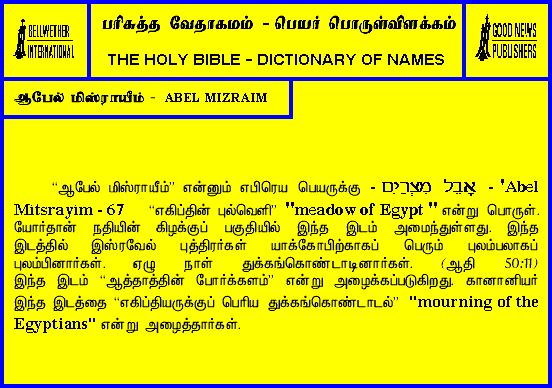 BELLWETHER
INTERNATIONAL
பரிசுத்த வேதாகமம் - பெயர் பொருள்விளக்கம்
THE HOLY BIBLE - DICTIONARY OF NAMES
GOOD NEWS
PUBLISHERS
ஆபேல் மிஸ்ராயீம் - ABEL MIZRAIM
“ஆபேல் மிஸ்ராயீம்” என்னும் எபிரெய பெயருக்கு - אָבֵל מִצְרַיִם - 'Abel
Mitsrayim - 67 “எகிப்தின் புல்வெளி” "meadow of Egypt " என்று பொருள்.
யோர்தான் நதியின் கிழக்குப் பகுதியில் இந்த இடம் அமைந்துள்ளது. இந்த
இடத்தில் இஸ்ரவேல் புத்திரர்கள் யாக்கோபிற்காகப் பெரும் புலம்பலாகப்
புலம்பினார்கள். ஏழு நாள் துக்கங்கொண்டாடினார்கள். (ஆதி 50:11)
இந்த இடம் “ஆத்தாத்தின் போர்க்களம்” என்று அழைக்கப்படுகிறது. கானானியர்
இந்த இடத்தை “எகிப்தியருக்குப் பெரிய துக்கங்கொண்டாடல்” "mourning of the
Egyptians" என்று அழைத்தார்கள்.